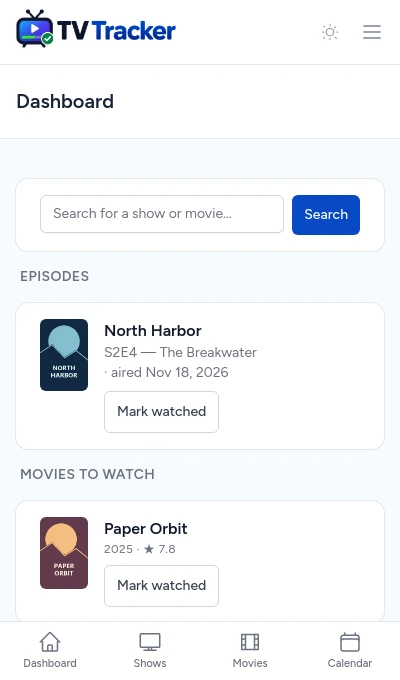 TV Tracker
Dashboard
Search for a show or movie...
Search
EPISODES
NORTH
HARBOR
North Harbor
S2E4 — The Breakwater
· aired Nov 18, 2026
Mark watched
MOVIES TO WATCH
PAPER
ORBIT
Paper Orbit
2025 · ★ 7.8
Mark watched
Dashboard
Shows
Movies
Calendar